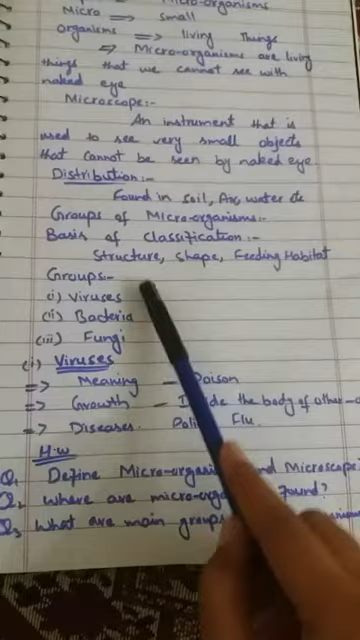 Micro-organisms
Micro ⇒ small
organisms ⇒ living Things
⇒ Micro-organisms are living
things that we cannot see with
naked eye
Microscope:-
An instrument that is
used to see very small objects
that cannot be seen by naked eye
Distribution:-
Found in soil, Air, water etc
Groups of Micro-organisms:-
Basis of classification:-
Structure, shape, Feeding Habitat
Groups:-
(i) Viruses
(ii) Bacteria
(iii) Fungi
(i) Viruses
⇒ Meaning - Poison
⇒ Growth - the body of other
⇒ Diseases. Flu.
H.w
Q1 Define Micro-organis and Microscope
Q2 Where are micro-org found?
Q3 What are main groups